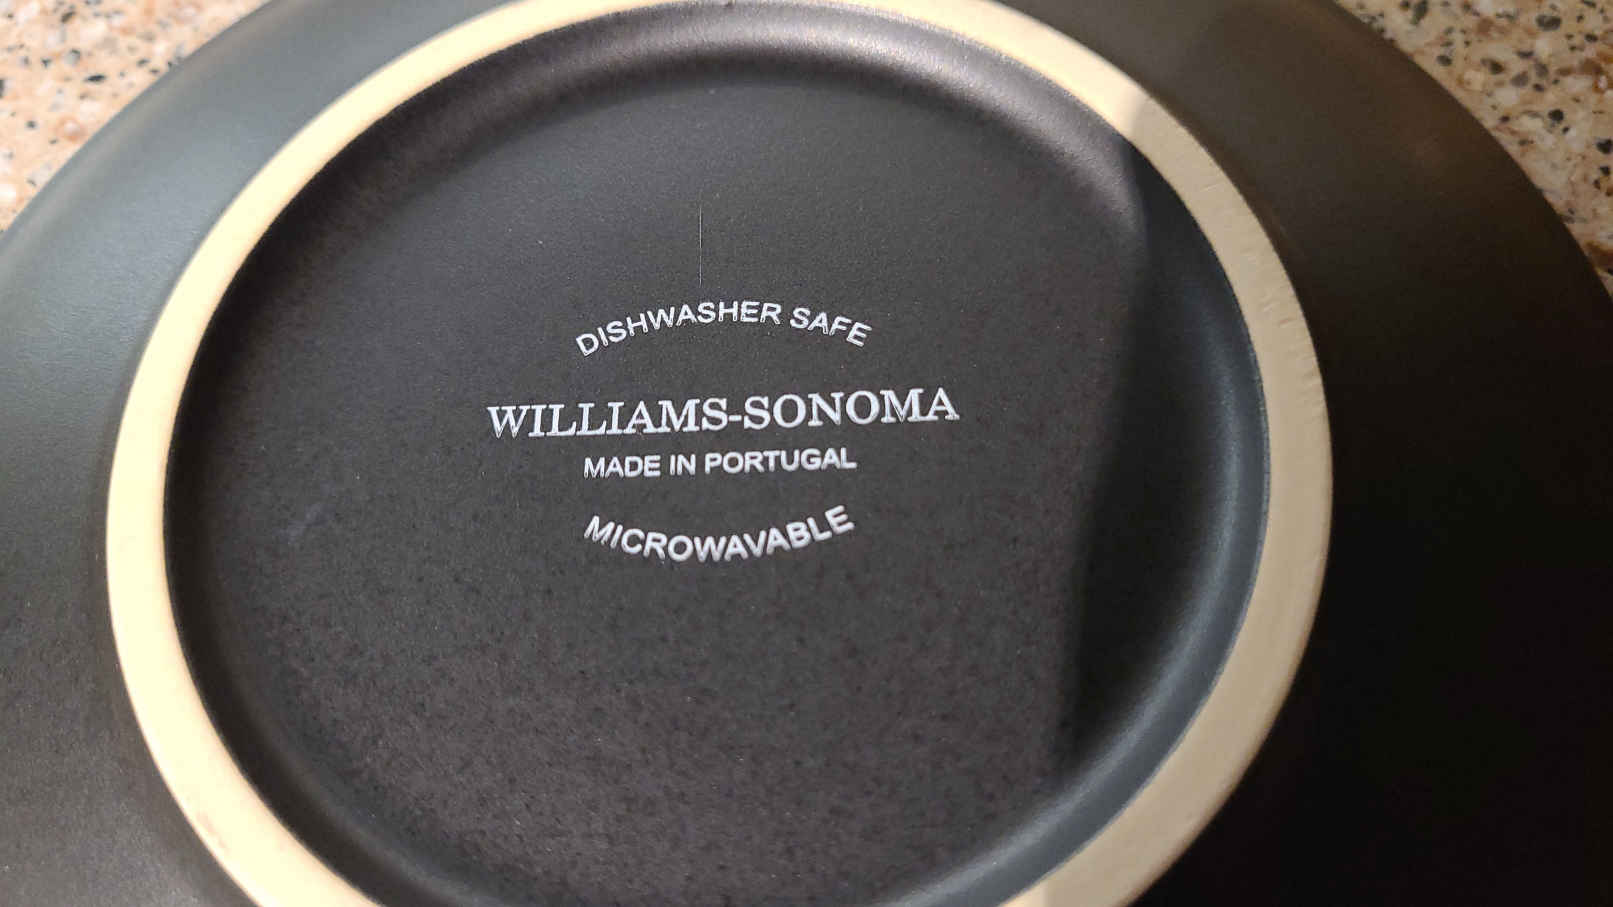 DISHWASHER SAFE
WILLIAMS-SONOMA
MADE IN PORTUGAL
MICROWAVABLE